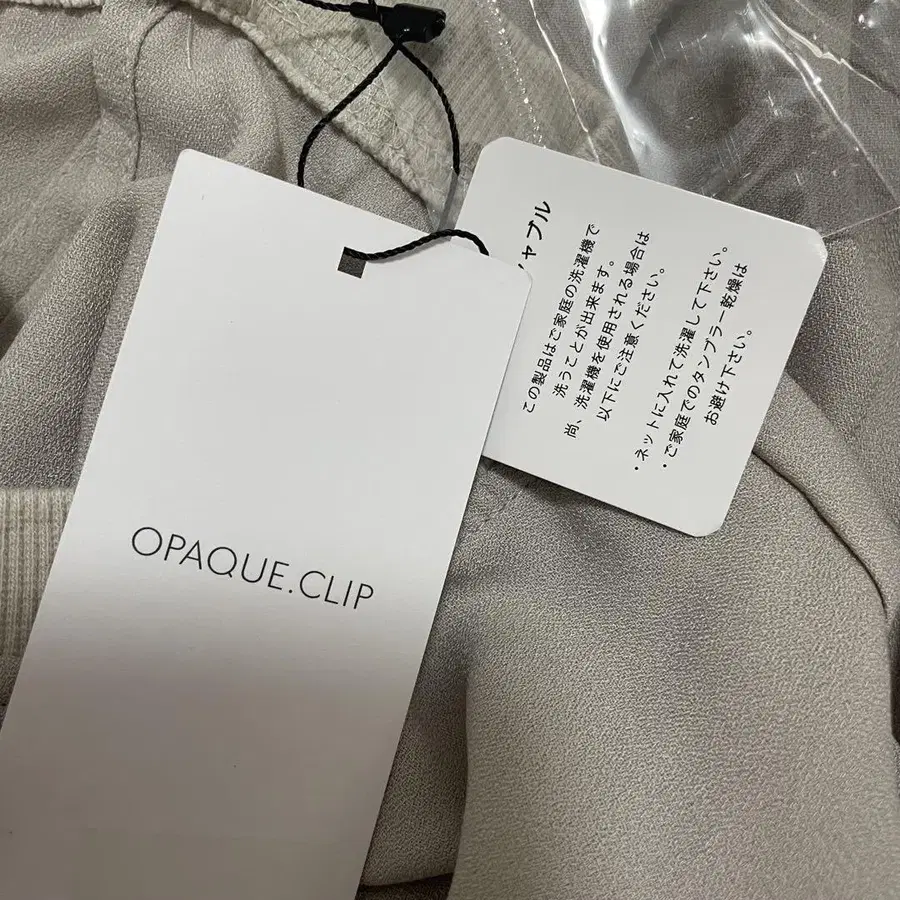 OPAQUE.CLIP
この製品はご家庭の洗濯機で
洗うことが出来ます。
尚、洗濯機を使用される場合は
以下にご注意ください。
・ネットに入れて洗濯して下さい。
・ご家庭でのタンブラー乾燥は
お避け下さい。